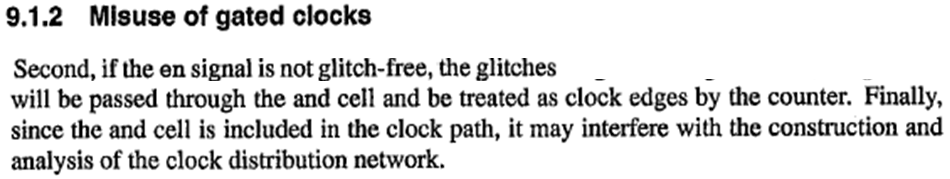 9.1.2 Misuse of gated clocks
Second, if the en signal is not glitch-free, the glitches
will be passed through the and cell and be treated as clock edges by the counter. Finally,
since the and cell is included in the clock path, it may interfere with the construction and
analysis of the clock distribution network.